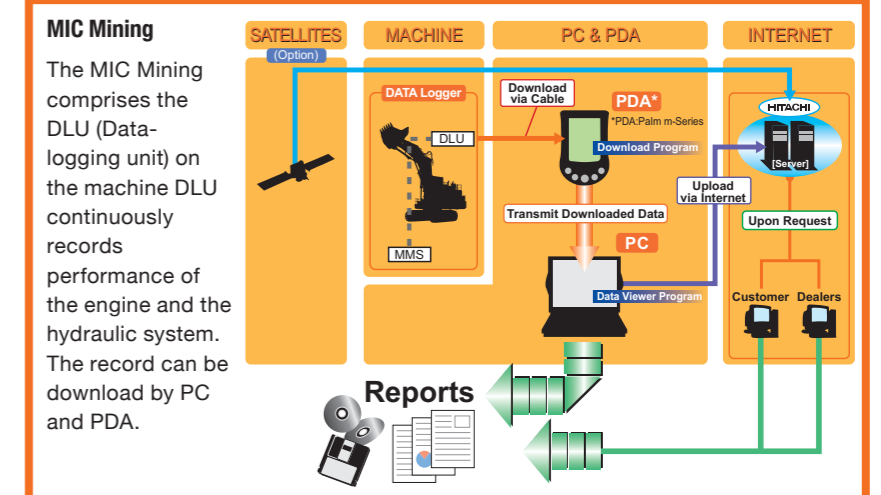 MIC Mining
The MIC Mining
comprises the
DLU (Data-
logging unit) on
the machine DLU
continuously
records
performance of
the engine and the
hydraulic system.
The record can be
download by PC
and PDA.
SATELLITES
(Option)
MACHINE
DATA Logger
DLU
MMS
PC & PDA
Download
via Cable
PDA*
*PDA:Palm m-Series
Download Program
Transmit Downloaded Data
PC
Data Viewer Program
Upload
via Internet
INTERNET
HITACHI
[Server]
Upon Request
Customer Dealers
Reports